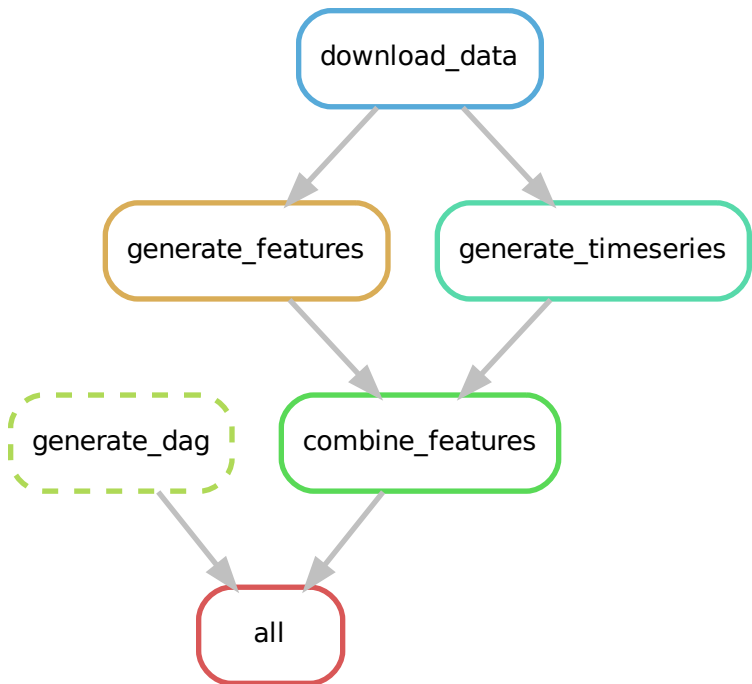 download_data
generate_features
generate_timeseries
generate_dag
combine_features
all